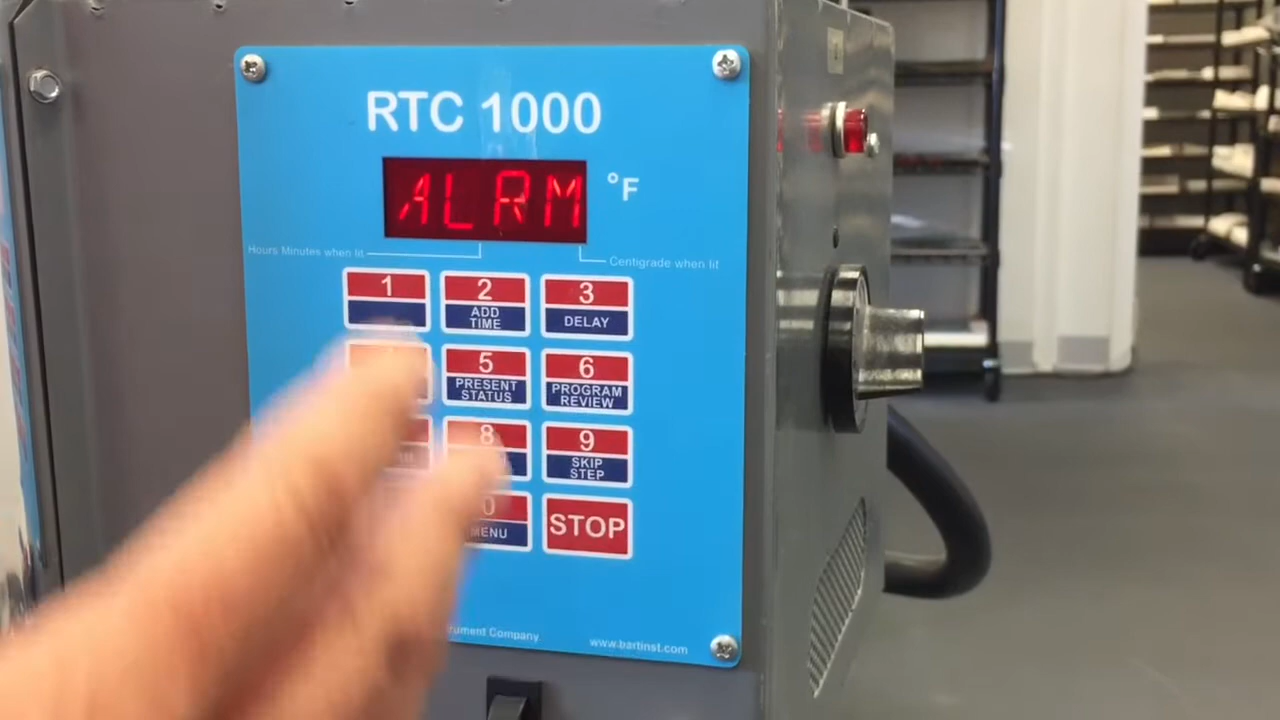 RTC 1000
ALRM
°F
Hours Minutes when lit
Centigrade when lit
1
2
ADD
TIME
3
DELAY
5
PRESENT
STATUS
6
PROGRAM
REVIEW
8
9
SKIP
STEP
0
MENU
STOP
Company
www.bartinst.com